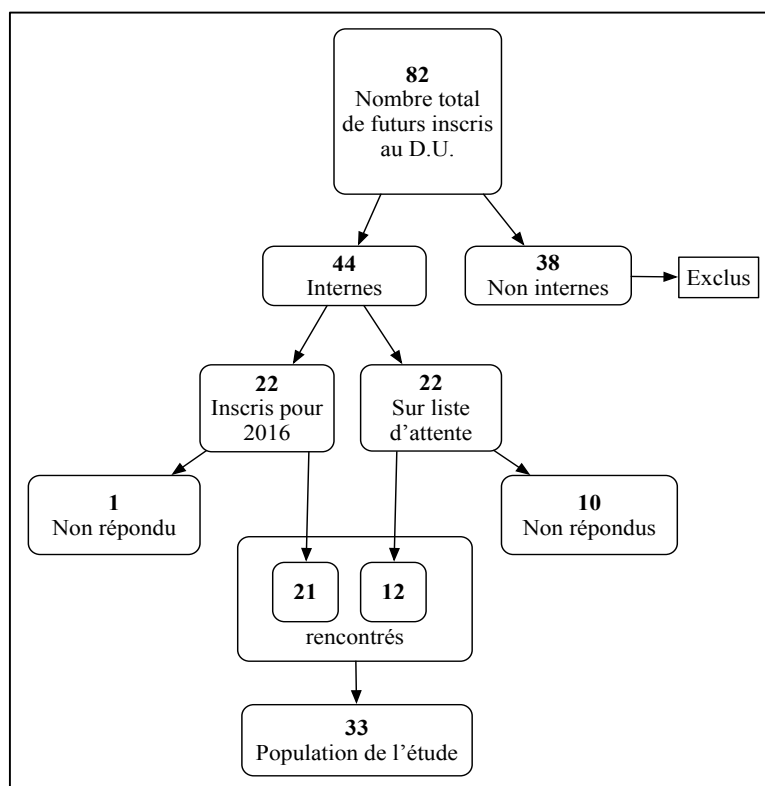 82
Nombre total
de futurs inscris
au D.U.
44
Internes
38
Non internes
Exclus
22
Inscris pour
2016
22
Sur liste
d’attente
1
Non répondu
10
Non répondus
21
12
rencontrés
33
Population de l’étude